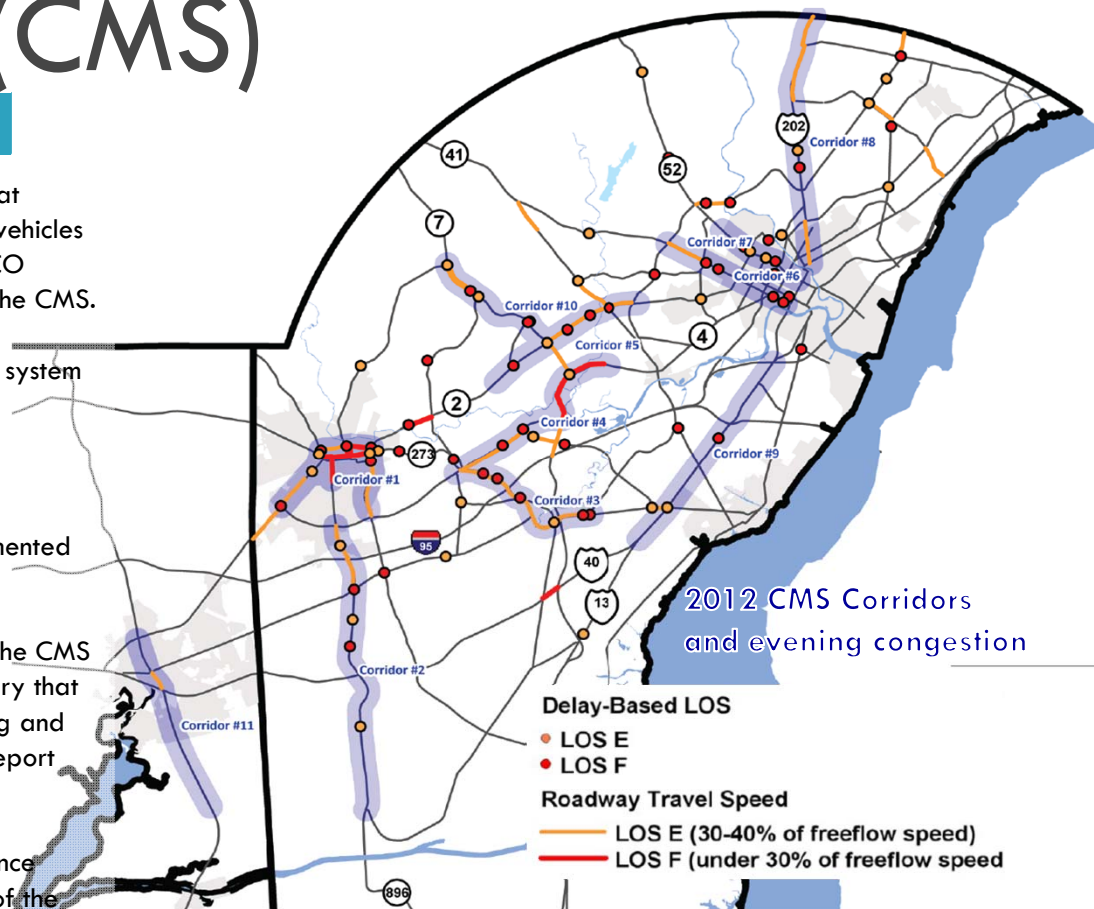 (CMS)
at
vehicles
he CMS.
system
nented
he CMS
ry that
g and
eport
nce
of the
41
52
202
Corridor #8
7
Corridor #7
Corridor #6
Corridor #10
4
Corridor #5
2
Corridor #4
273
Corridor #9
Corridor #1
Corridor #3
95
40
13
2012 CMS Corridors
and evening congestion
Corridor #2
Corridor #11
896
Delay-Based LOS
LOS E
LOS F
Roadway Travel Speed
LOS E (30-40% of freeflow speed)
LOS F (under 30% of freeflow speed